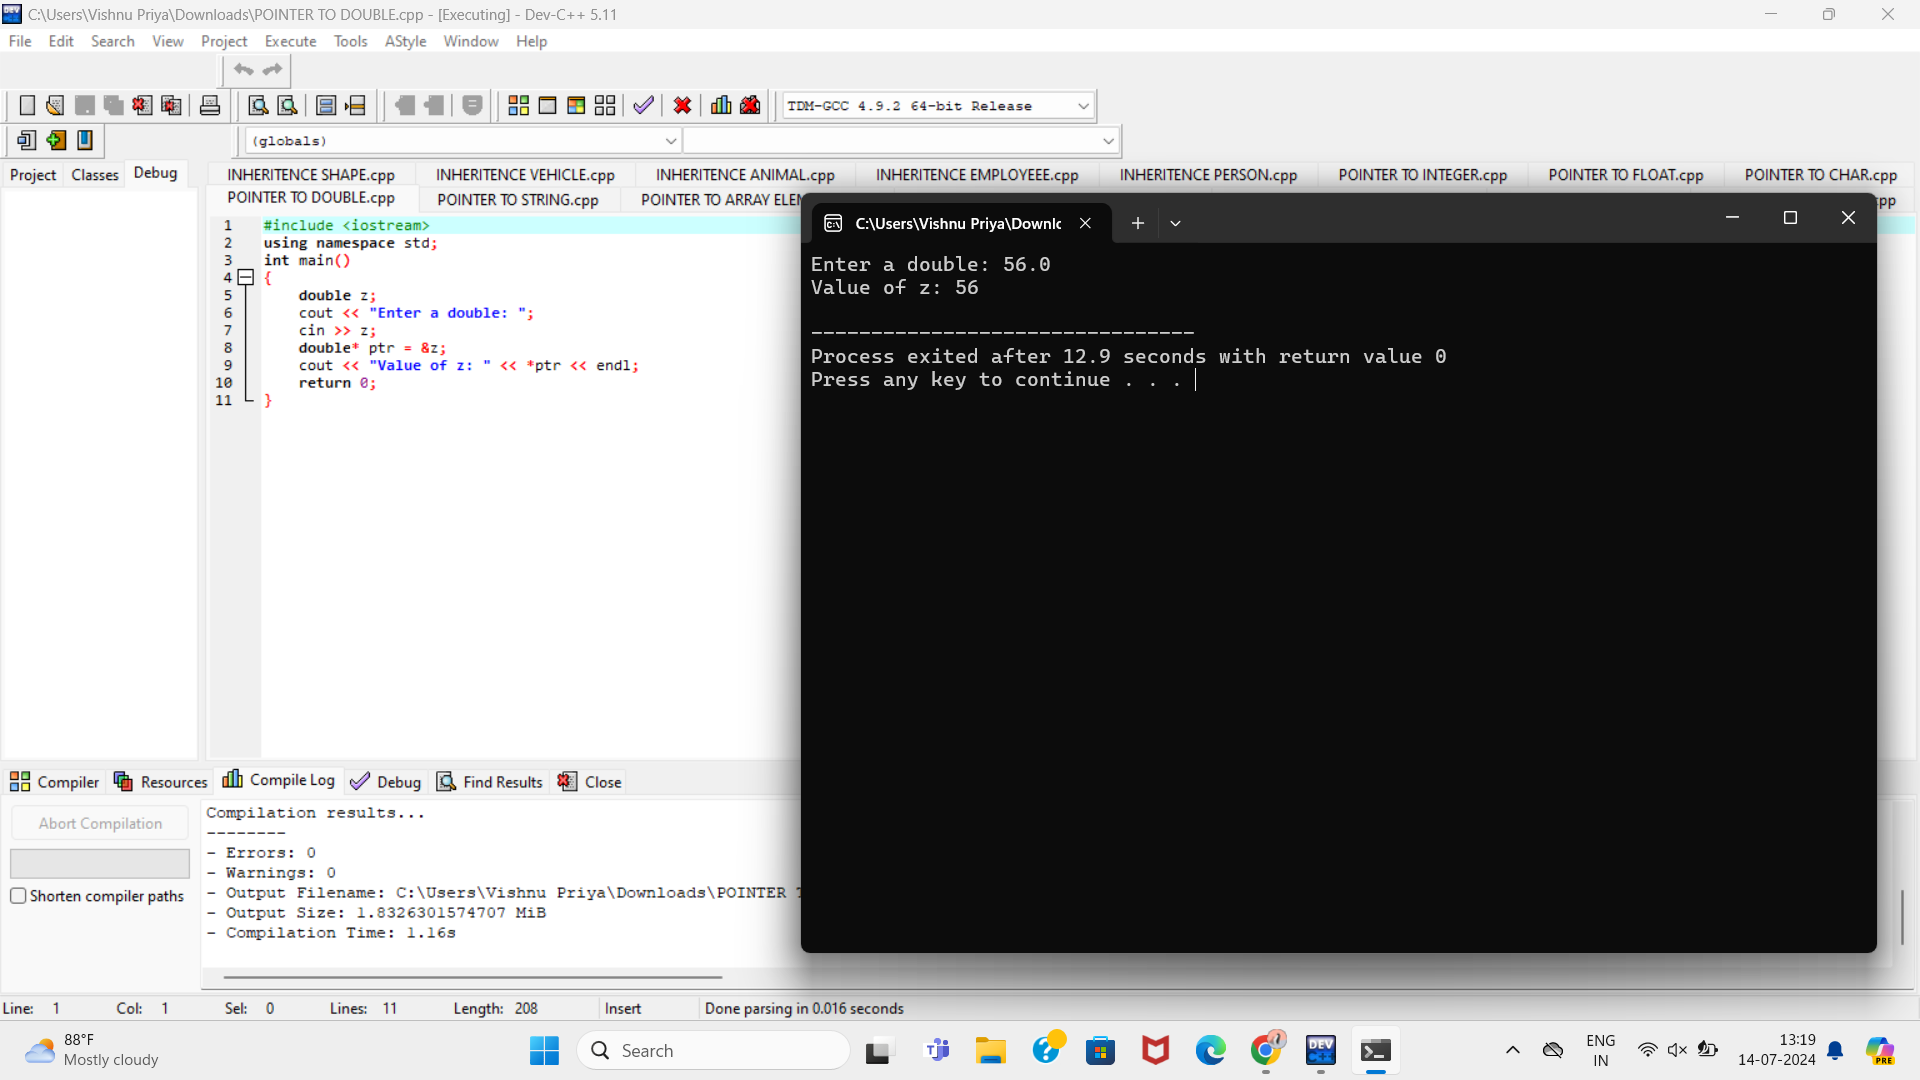 C:\Users\Vishnu Priya\Downloads\POINTER TO DOUBLE.cpp - [Executing] - Dev-C++ 5.11
File Edit Search View Project Execute Tools AStyle Window Help
TDM-GCC 4.9.2 64-bit Release
(globals)
Project Classes Debug
INHERITENCE SHAPE.cpp INHERITENCE VEHICLE.cpp INHERITENCE ANIMAL.cpp INHERITENCE EMPLOYEEE.cpp INHERITENCE PERSON.cpp POINTER TO INTEGER.cpp POINTER TO FLOAT.cpp POINTER TO CHAR.cpp
POINTER TO DOUBLE.cpp POINTER TO STRING.cpp POINTER TO ARRAY
1 #include <iostream>
2 using namespace std;
3 int main()
4 {
5 double z;
6 cout << "Enter a double: ";
7 cin >> z;
8 double* ptr = &z;
9 cout << "Value of z: " << *ptr << endl;
10 return 0;
11 }
C:\Users\Vishnu Priya\Downlc
Enter a double: 56.0
Value of z: 56
--------------------------------
Process exited after 12.9 seconds with return value 0
Press any key to continue . . .
Compiler Resources Compile Log Debug Find Results Close
Abort Compilation
Shorten compiler paths
Compilation results...
--------
- Errors: 0
- Warnings: 0
- Output Filename: C:\Users\Vishnu Priya\Downloads\POINTER
- Output Size: 1.8326301574707 MiB
- Compilation Time: 1.16s
Line: 1 Col: 1 Sel: 0 Lines: 11 Length: 208 Insert Done parsing in 0.016 seconds
88°F
Mostly cloudy
Search
DEV
ENG
IN
13:19
14-07-2024
PRE